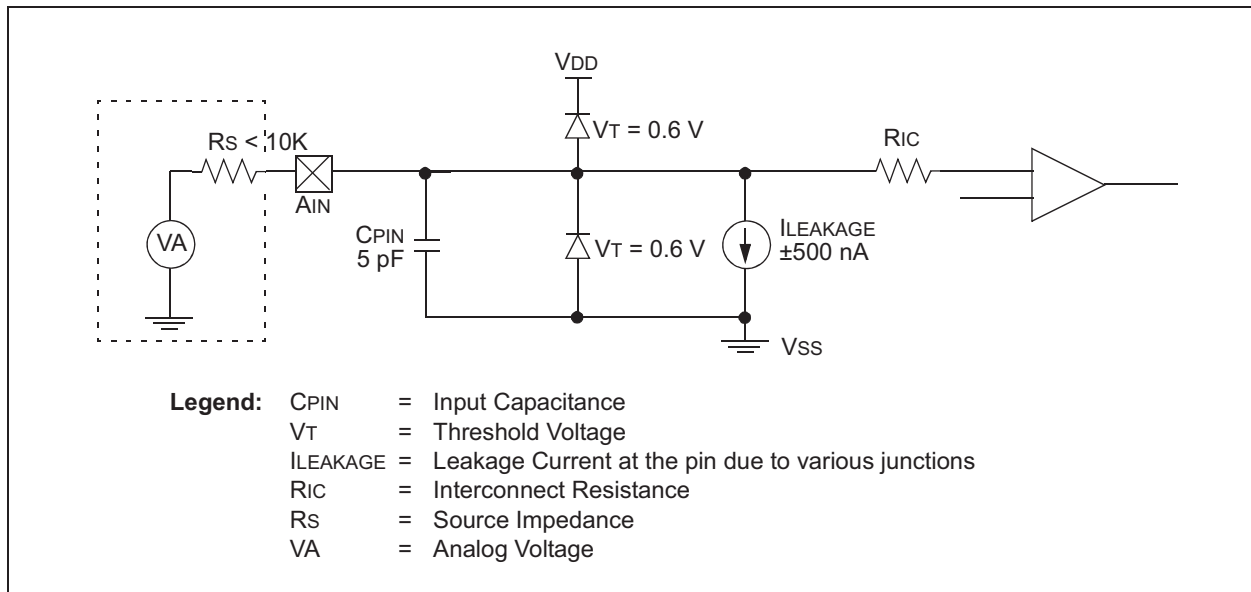 VDD
VT = 0.6 V
RS < 10K
RIC
AIN
VA
CPIN
5 pF
VT = 0.6 V
ILEAKAGE
±500 nA
VSS
Legend: CPIN = Input Capacitance
VT = Threshold Voltage
ILEAKAGE = Leakage Current at the pin due to various junctions
RIC = Interconnect Resistance
RS = Source Impedance
VA = Analog Voltage